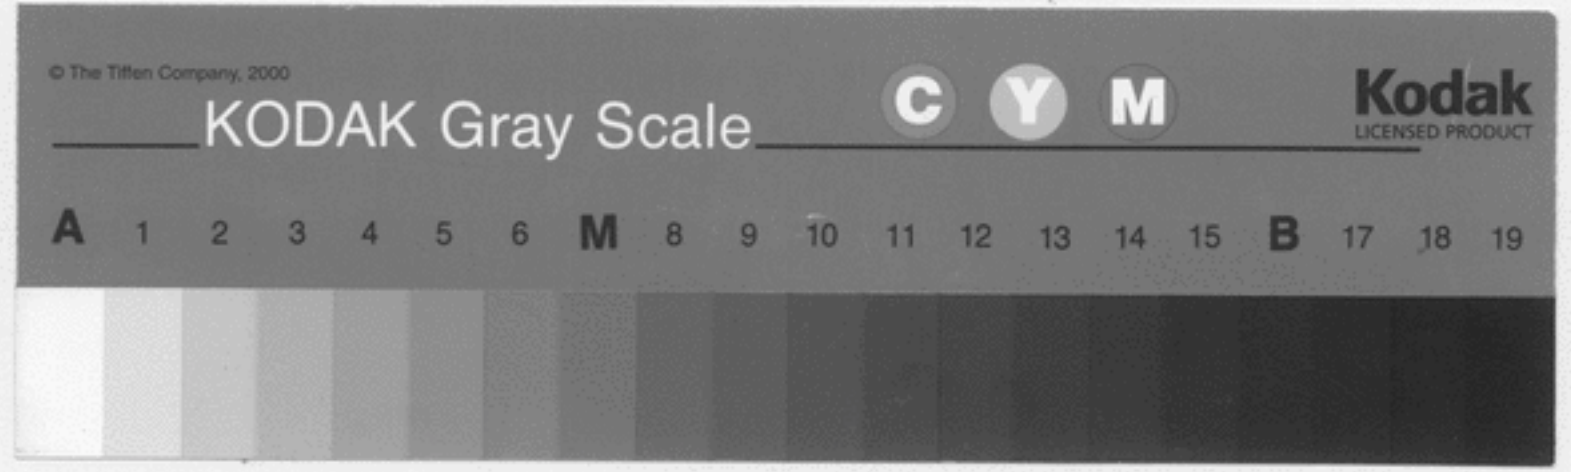 © The Tiffen Company, 2000
KODAK Gray Scale
C Y M
Kodak
LICENSED PRODUCT
A 1 2 3 4 5 6 M 8 9 10 11 12 13 14 15 B 17 18 19